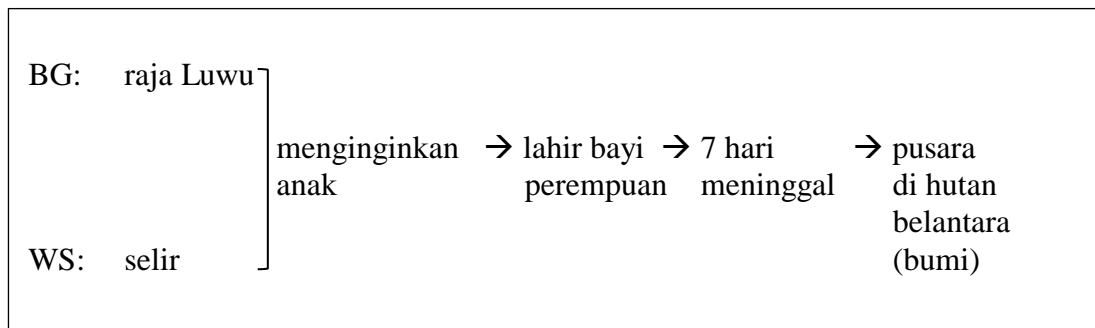 BG: raja Luwu
menginginkan → lahir bayi → 7 hari → pusara
anak perempuan meninggal di hutan
belantara
WS: selir (bumi)